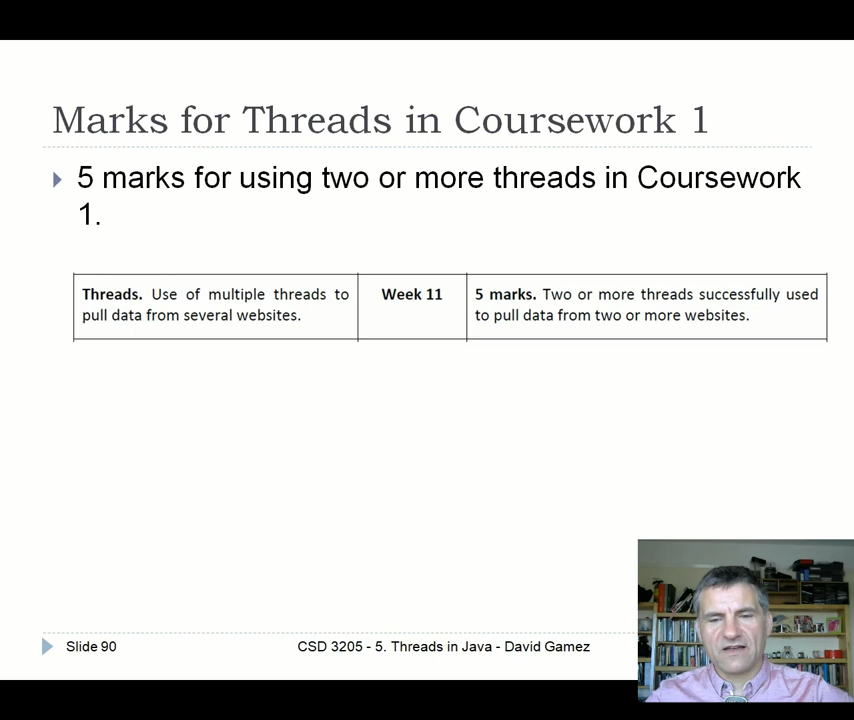 Marks for Threads in Coursework 1
5 marks for using two or more threads in Coursework
1.
Threads. Use of multiple threads to
pull data from several websites.
Week 11
5 marks. Two or more threads successfully used
to pull data from two or more websites.
Slide 90
CSD 3205 - 5. Threads in Java - David Gamez